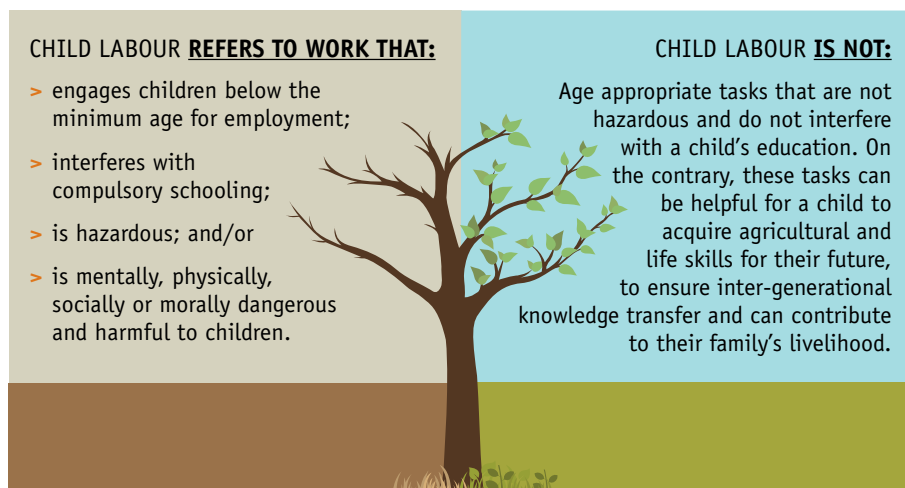 CHILD LABOUR REFERS TO WORK THAT:
> engages children below the
minimum age for employment;
> interferes with
compulsory schooling;
> is hazardous; and/or
> is mentally, physically,
socially or morally dangerous
and harmful to children.
CHILD LABOUR IS NOT:
Age appropriate tasks that are not
hazardous and do not interfere
with a child’s education. On
the contrary, these tasks can
be helpful for a child to
acquire agricultural and
life skills for their future,
to ensure inter-generational
knowledge transfer and can contribute
to their family’s livelihood.